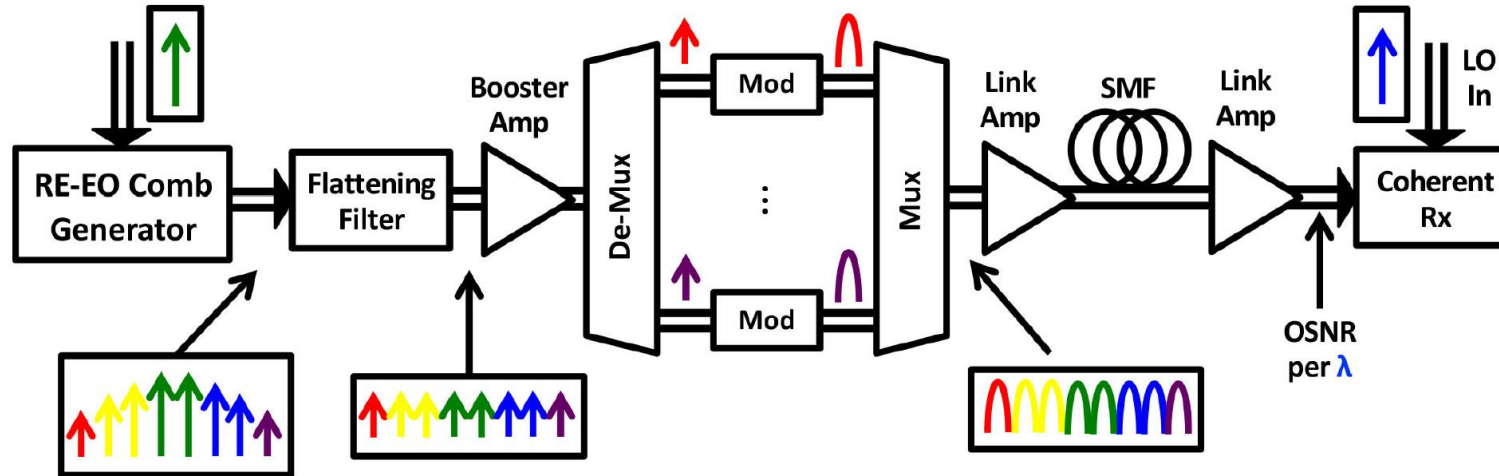 RE-EO Comb
Generator
Flattening
Filter
Booster
Amp
De-Mux
Mod
...
Mod
Mux
Link
Amp
SMF
Link
Amp
LO
In
Coherent
Rx
OSNR
per λ